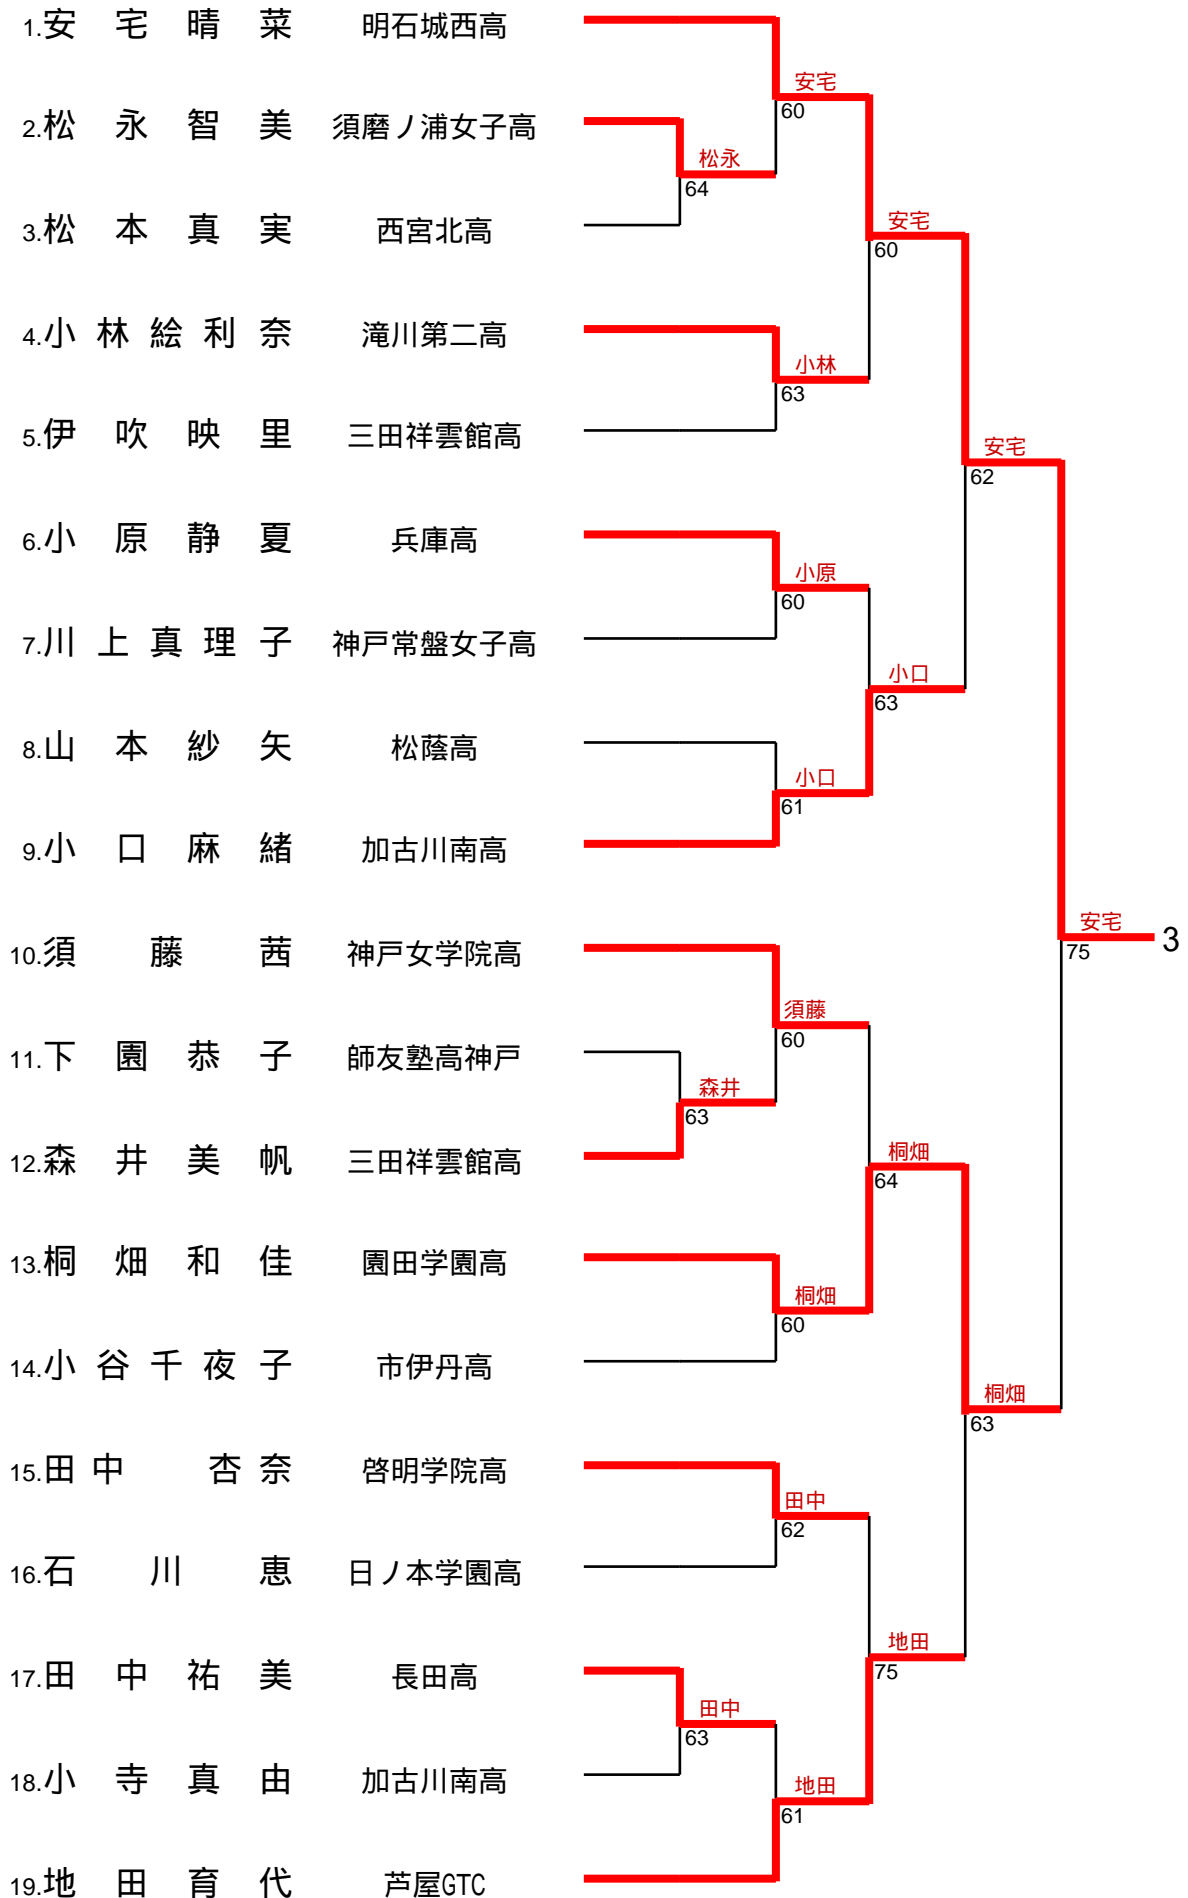 1.安宅晴菜 明石城西高
安宅
60
2.松永智美 須磨ノ浦女子高
松永
64
3.松本真実 西宮北高
安宅
60
4.小林絵利奈 滝川第二高
小林
63
5.伊吹映里 三田祥雲館高
安宅
62
6.小原静夏 兵庫高
小原
60
7.川上真理子 神戸常盤女子高
小口
63
8.山本紗矢 松蔭高
小口
61
9.小口麻緒 加古川南高
安宅
75
3
10.須藤茜 神戸女学院高
須藤
60
11.下園恭子 師友塾高神戸
森井
63
12.森井美帆 三田祥雲館高
桐畑
64
13.桐畑和佳 園田学園高
桐畑
60
14.小谷千夜子 市伊丹高
桐畑
63
15.田中杏奈 啓明学院高
田中
62
16.石川恵 日ノ本学園高
地田
75
17.田中祐美 長田高
田中
63
18.小寺真由 加古川南高
地田
61
19.地田育代 芦屋GTC